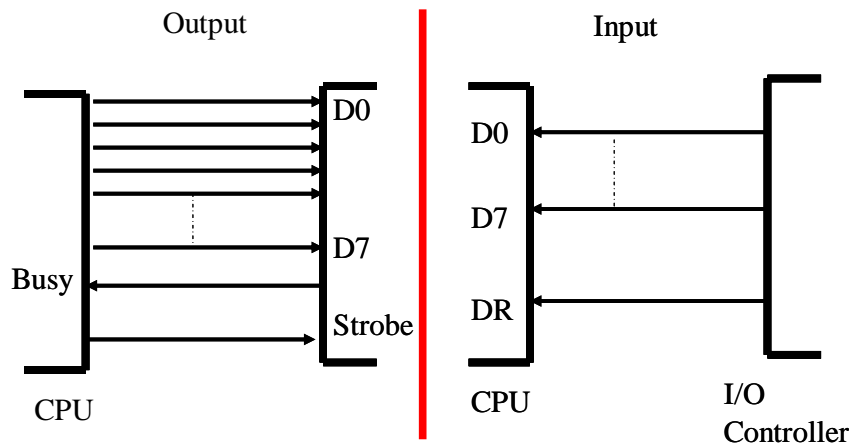 Output
D0
D7
Busy
Strobe
CPU
Input
D0
D7
DR
CPU
I/O
Controller